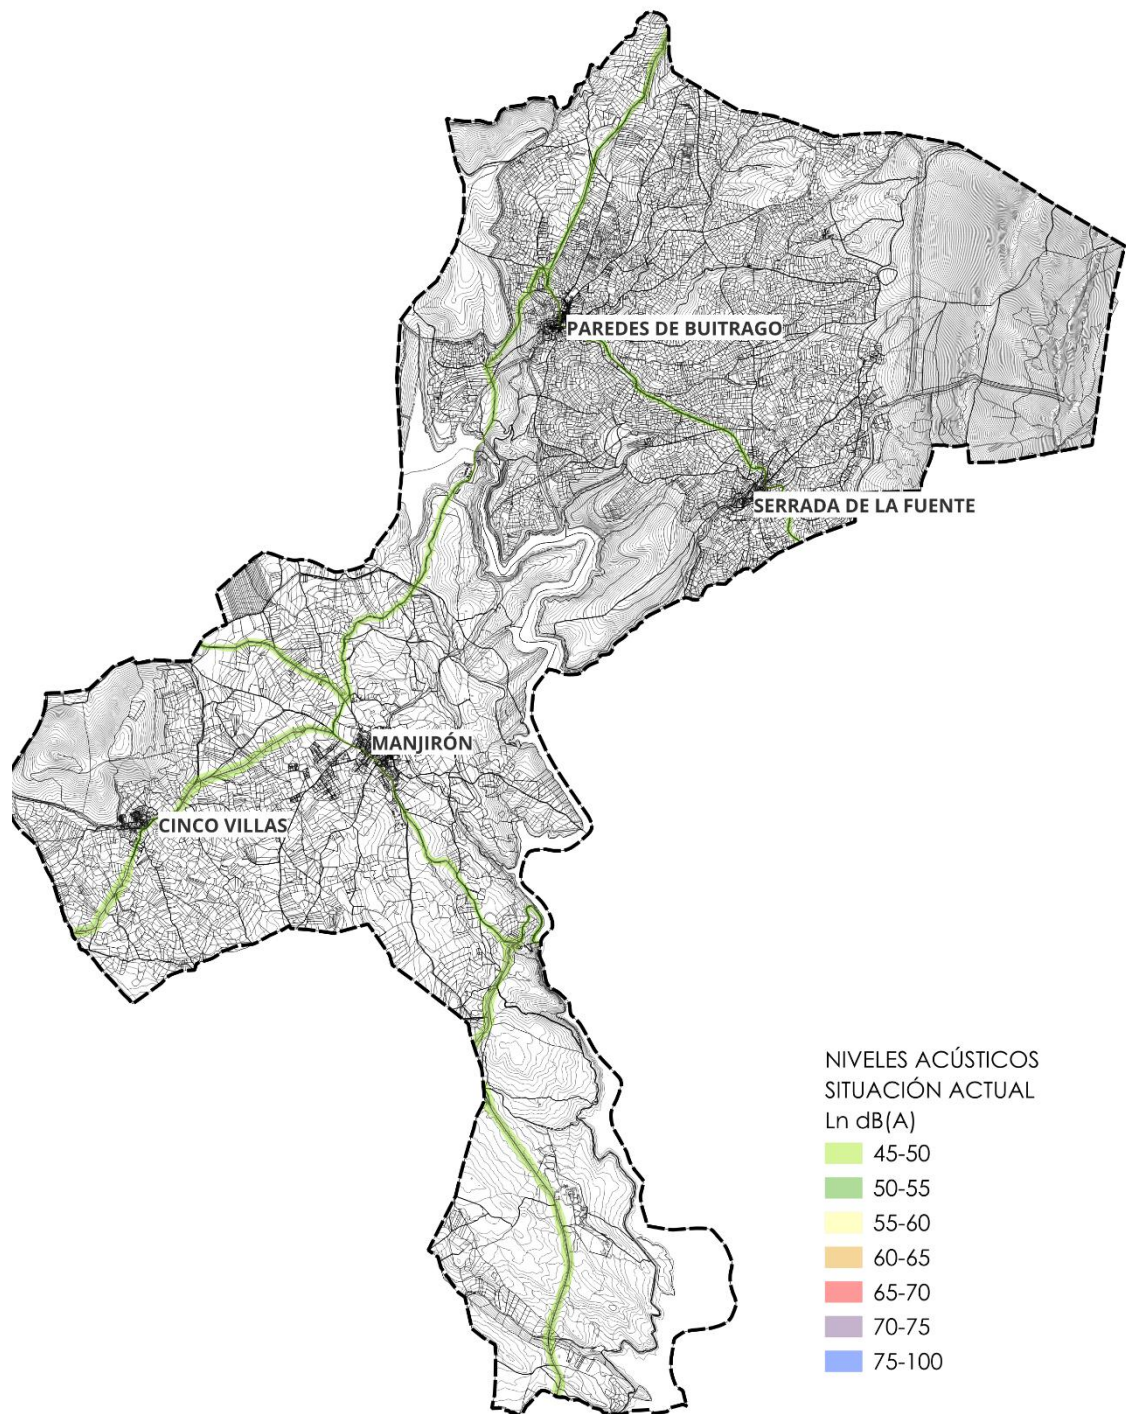 PAREDES DE BUITRAGO
SERRADA DE LA FUENTE
MANJIRÓN
CINCO VILLAS
NIVELES ACÚSTICOS
SITUACIÓN ACTUAL
Ln dB(A)
45-50
50-55
55-60
60-65
65-70
70-75
75-100